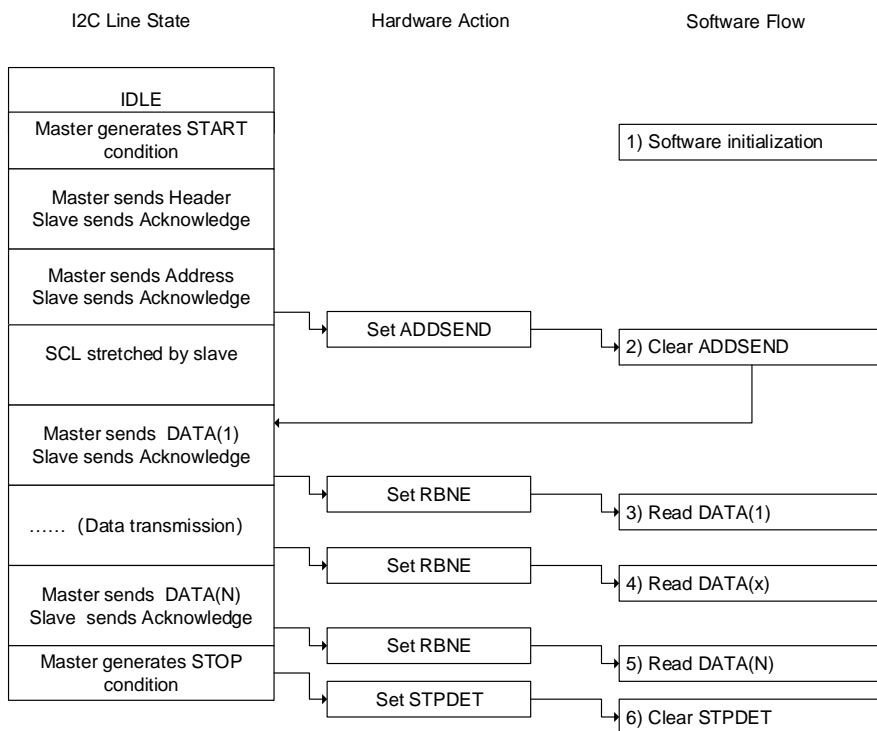 I2C Line State
Hardware Action
Software Flow
IDLE
Master generates START
condition
1) Software initialization
Master sends Header
Slave sends Acknowledge
Master sends Address
Slave sends Acknowledge
Set ADDSEND
2) Clear ADDSEND
SCL stretched by slave
Master sends DATA(1)
Slave sends Acknowledge
Set RBNE
3) Read DATA(1)
…… (Data transmission)
Set RBNE
4) Read DATA(x)
Master sends DATA(N)
Slave sends Acknowledge
Set RBNE
5) Read DATA(N)
Master generates STOP
condition
Set STPDET
6) Clear STPDET